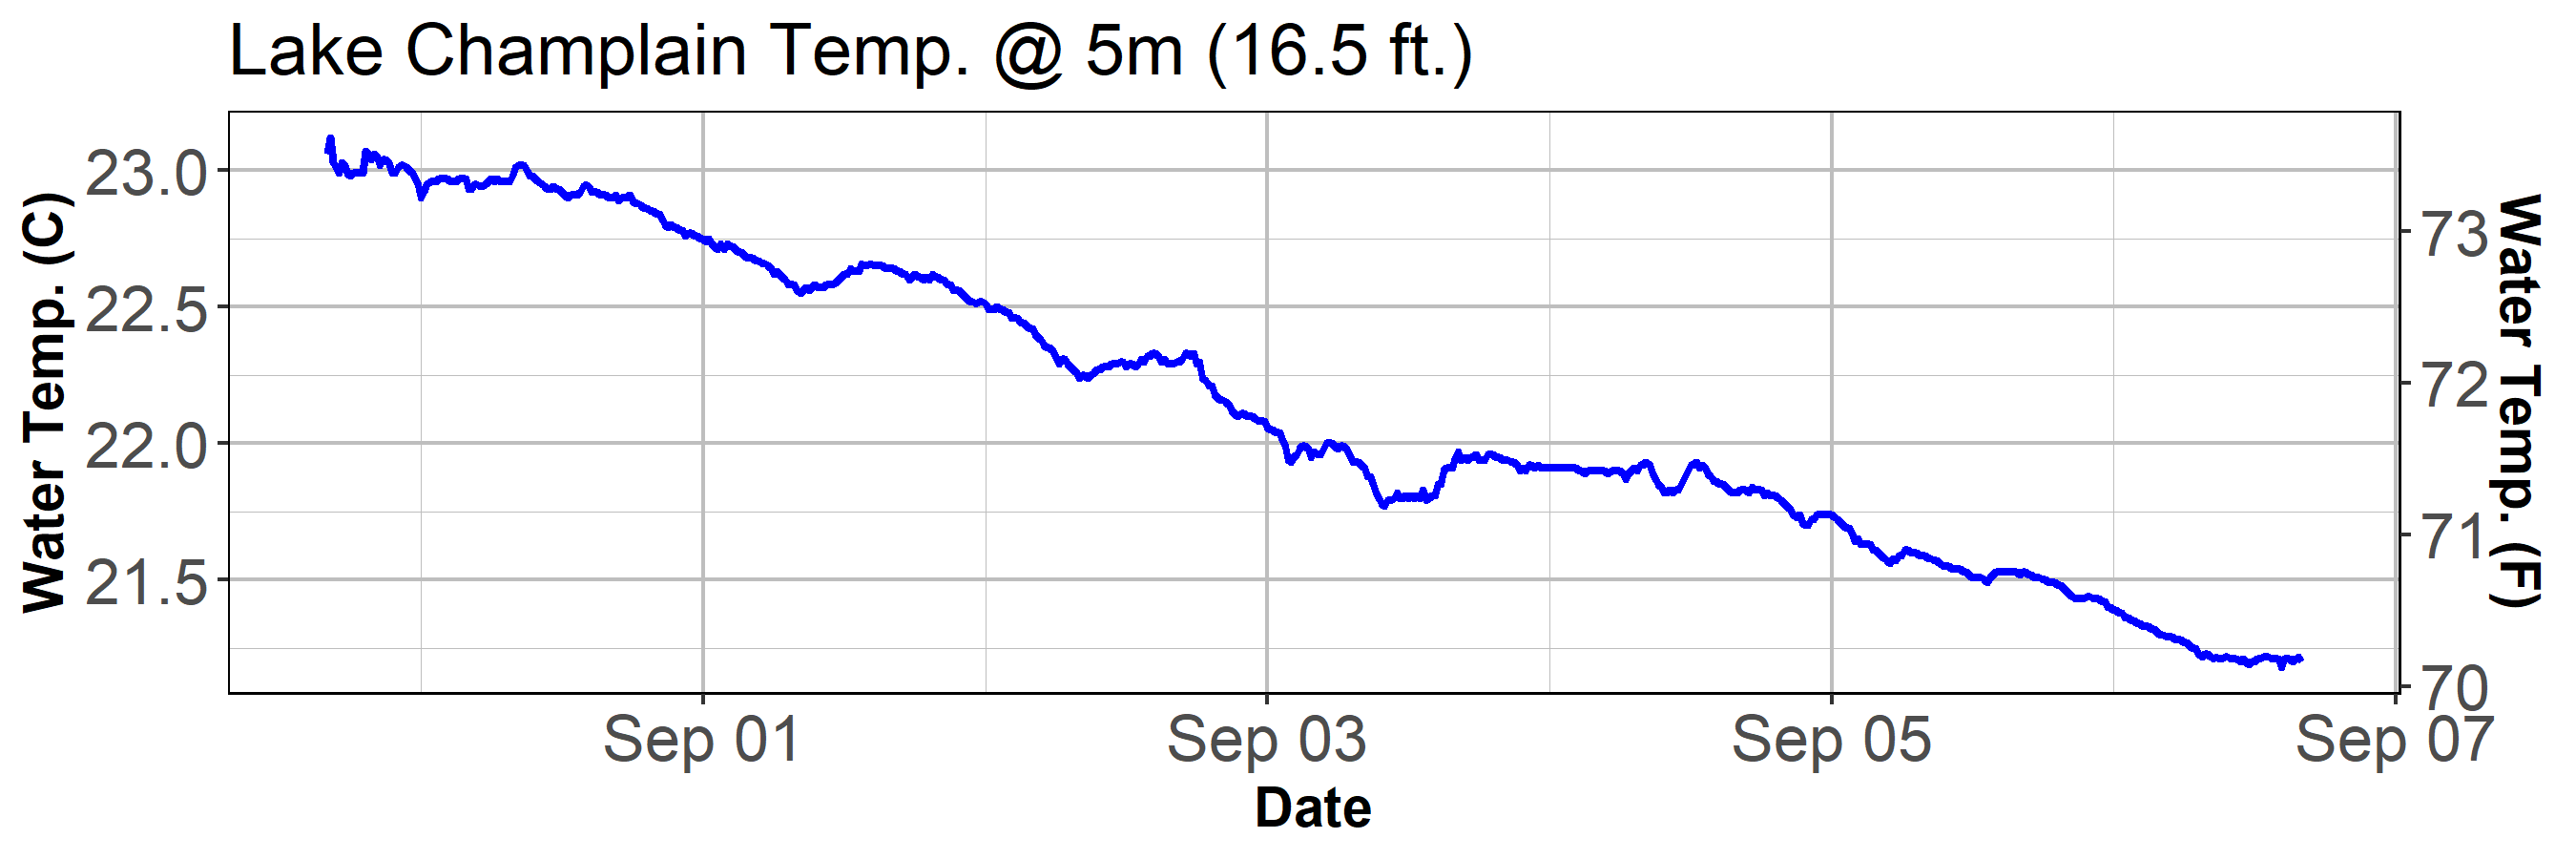 Lake Champlain Temp. @ 5m (16.5 ft.)
Water Temp. (C)
23.0
22.5
22.0
21.5
73
72
71
70
Water Temp. (F)
Sep 01 Sep 03 Sep 05 Sep 07
Date